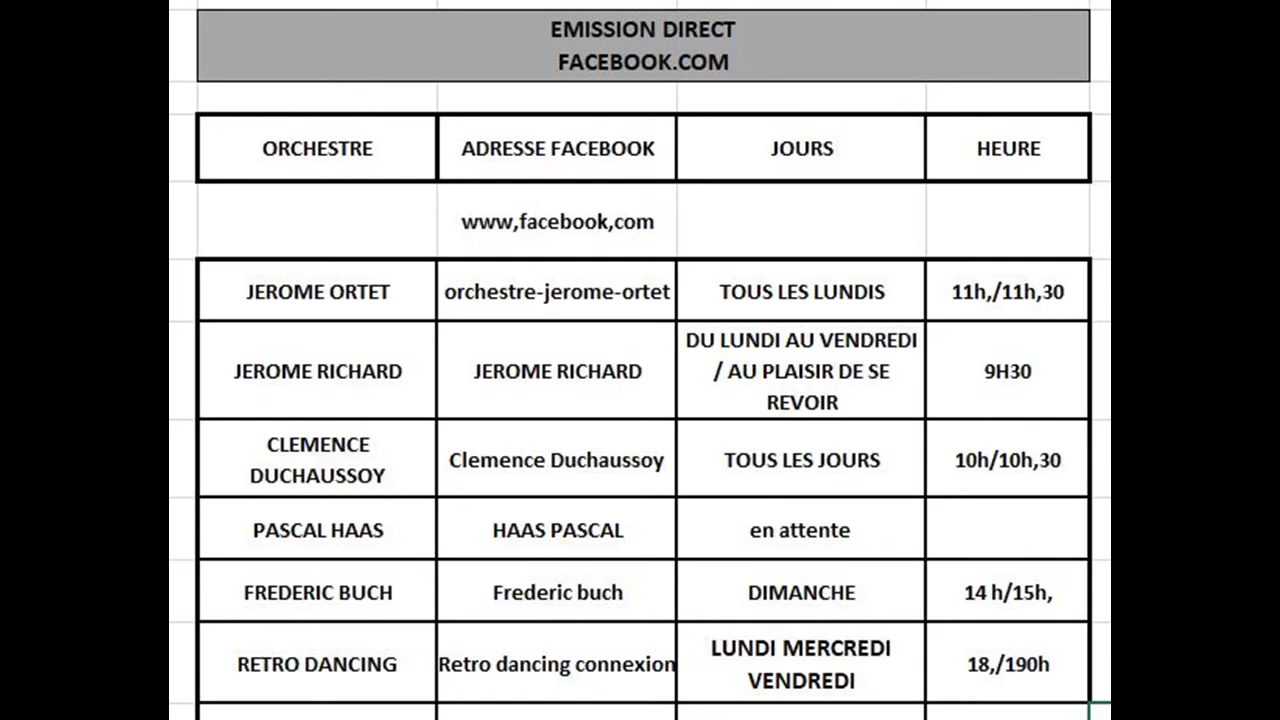 EMISSION DIRECT
FACEBOOK.COM
ORCHESTRE ADRESSE FACEBOOK JOURS HEURE
www,facebook,com
JEROME ORTET orchestre-jerome-ortet TOUS LES LUNDIS 11h,/11h,30
JEROME RICHARD JEROME RICHARD DU LUNDI AU VENDREDI
/ AU PLAISIR DE SE
REVOIR 9H30
CLEMENCE
DUCHAUSSOY Clemence Duchaussoy TOUS LES JOURS 10h/10h,30
PASCAL HAAS HAAS PASCAL en attente
FREDERIC BUCH Frederic buch DIMANCHE 14 h/15h,
RETRO DANCING Retro dancing connexion LUNDI MERCREDI
VENDREDI 18,/190h